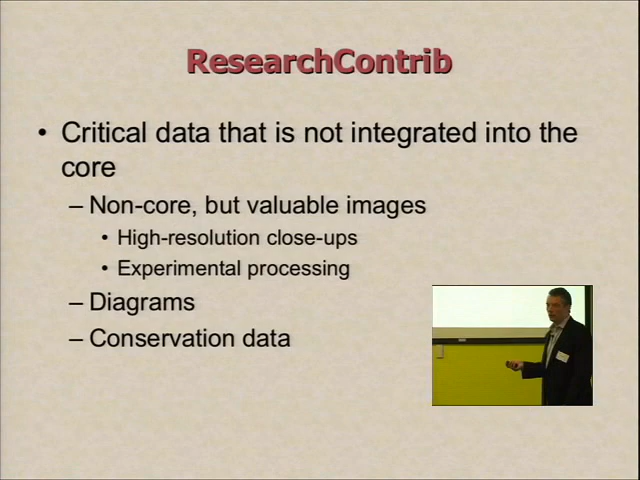 ResearchContrib
• Critical data that is not integrated into the
core
– Non-core, but valuable images
• High-resolution close-ups
• Experimental processing
– Diagrams
– Conservation data